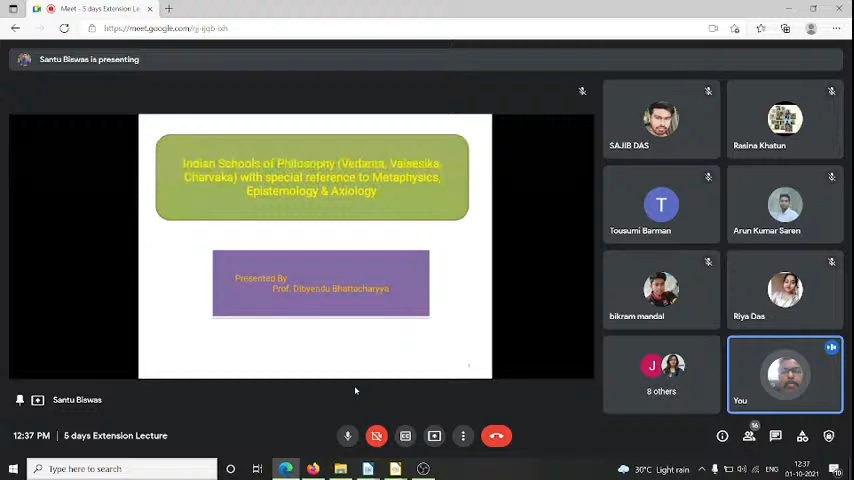 Meet - 5 days Extension Lec
https://meet.google.com/
Santu Biswas is presenting
Indian Schools of Philosophy (Vedanta, Vaisesika,
Charvaka) with special reference to Metaphysics,
Epistemology & Axiology
Presented By
Prof. Dibyendu Bhattacharyya
SAJIB DAS
Rasina Khatun
T
Tousumi Barman
Arun Kumar Saren
bikram mandal
Riya Das
J
8 others
You
Santu Biswas
12:37 PM | 5 days Extension Lecture
16
Type here to search
30°C Light rain
ENG
12:37
01-10-2021